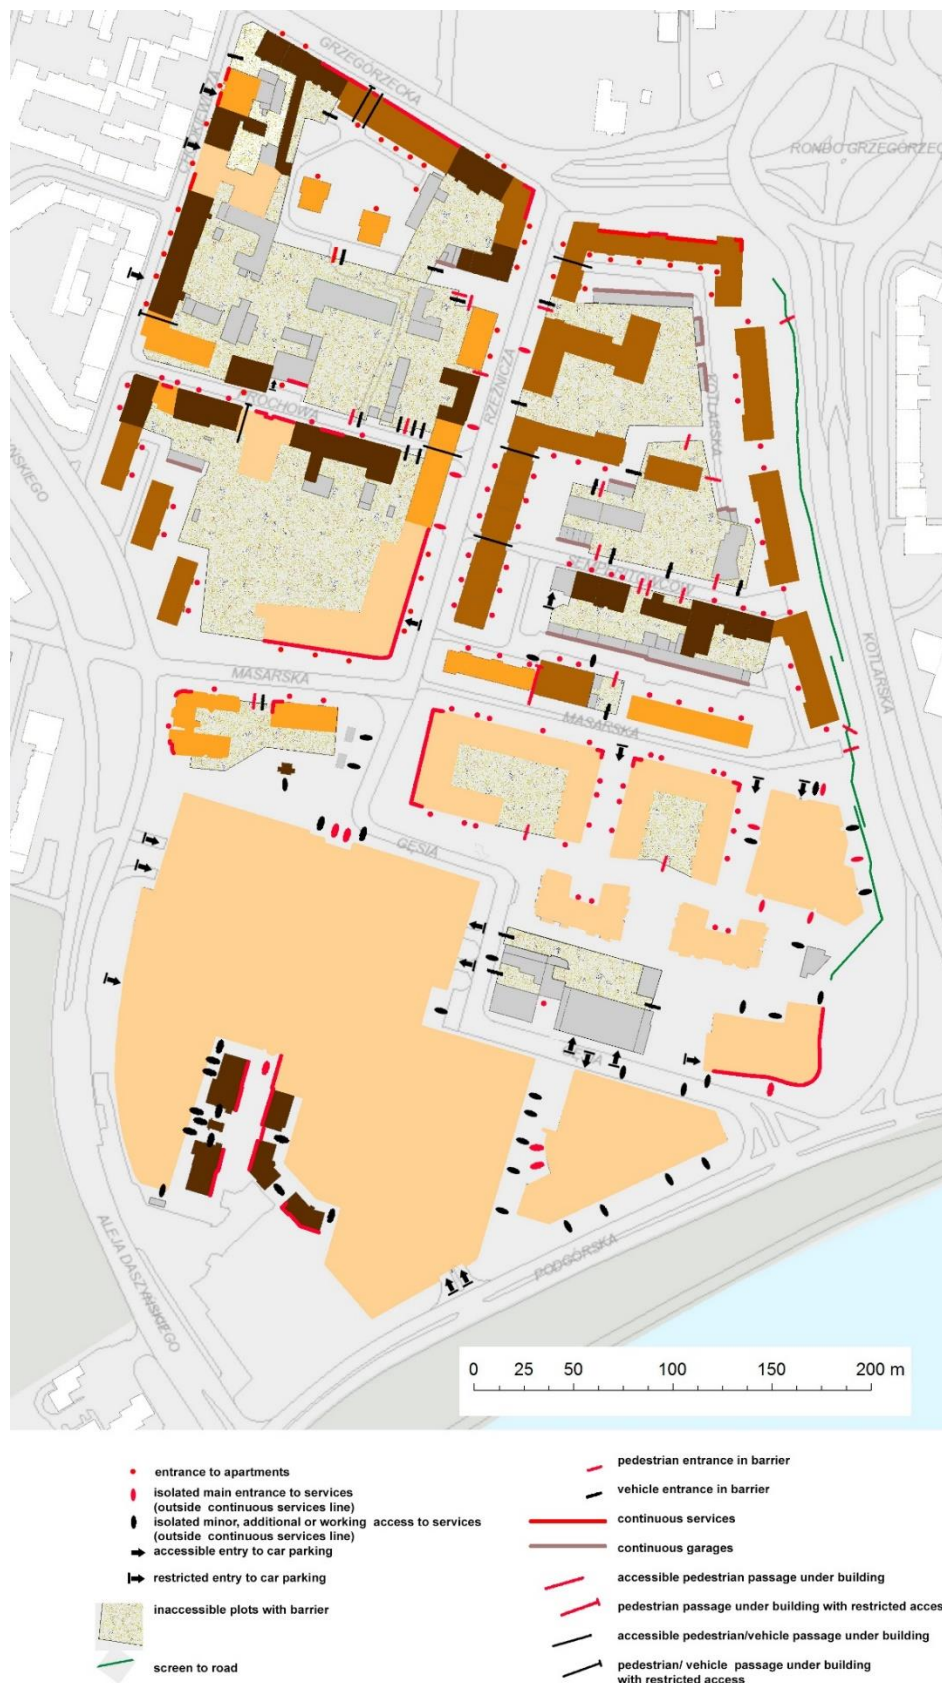 GRZEGÓRZECKA
RONDO GRZEGÓRZEC
RZEŹNICZA
KOTLARSKA
GROCHOWA
SEMPERITOWCÓW
KOTLARSKA
MASARSKA
MASARSKA
GĘSIA
PODGÓRSKA
ALEJA DASZYŃSKIEGO
0 25 50 100 150 200 m
entrance to apartments
isolated main entrance to services
(outside continuous services line)
isolated minor, additional or working access to services
(outside continuous services line)
accessible entry to car parking
restricted entry to car parking
inaccessible plots with barrier
screen to road
pedestrian entrance in barrier
vehicle entrance in barrier
continuous services
continuous garages
accessible pedestrian passage under building
pedestrian passage under building with restricted acces
accessible pedestrian/vehicle passage under building
pedestrian/ vehicle passage under building
with restricted access